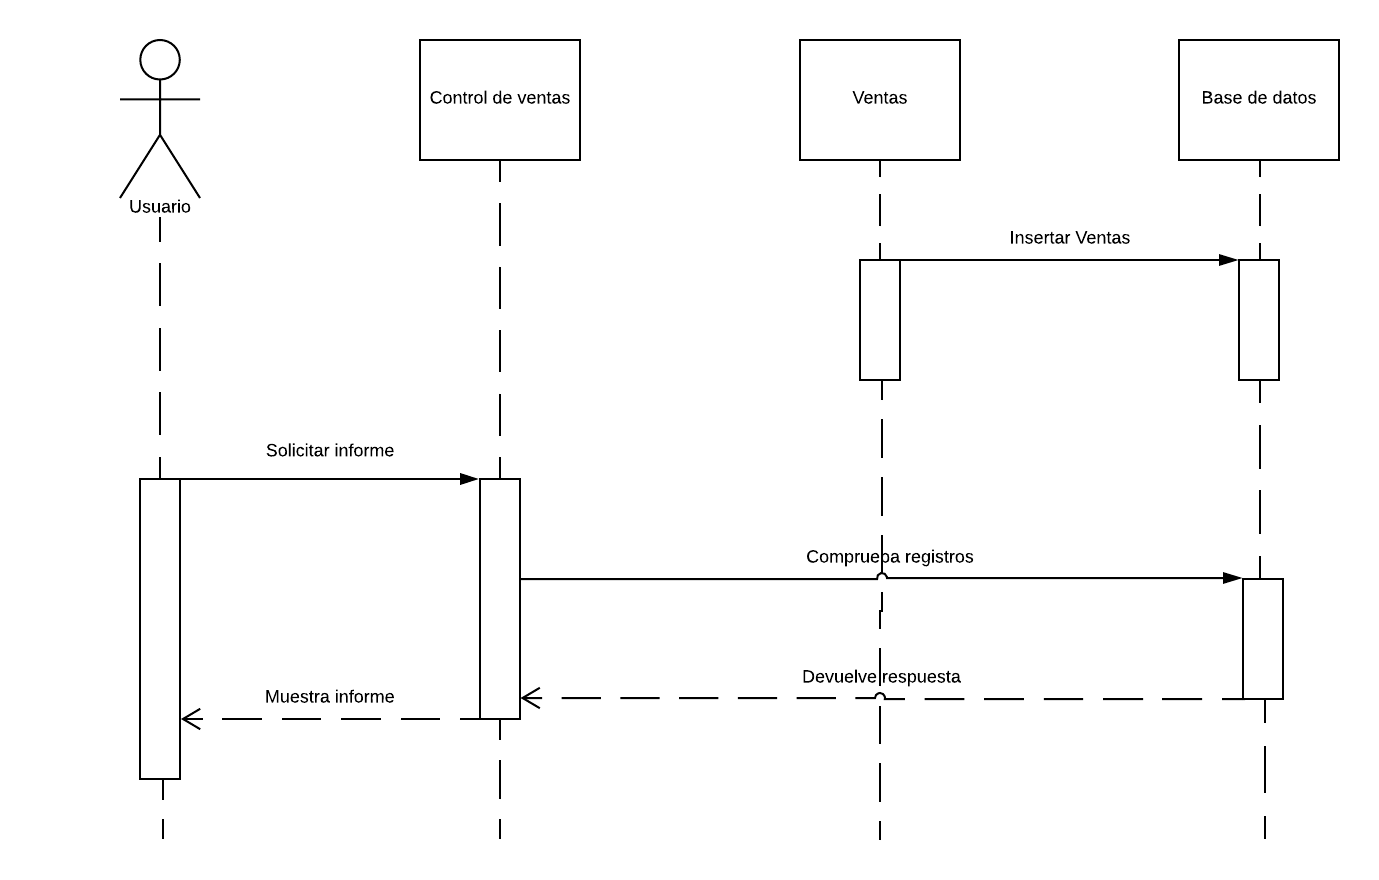 Control de ventas
Ventas
Base de datos
Usuario
Insertar Ventas
Solicitar informe
Comprueba registros
Devuelve respuesta
Muestra informe